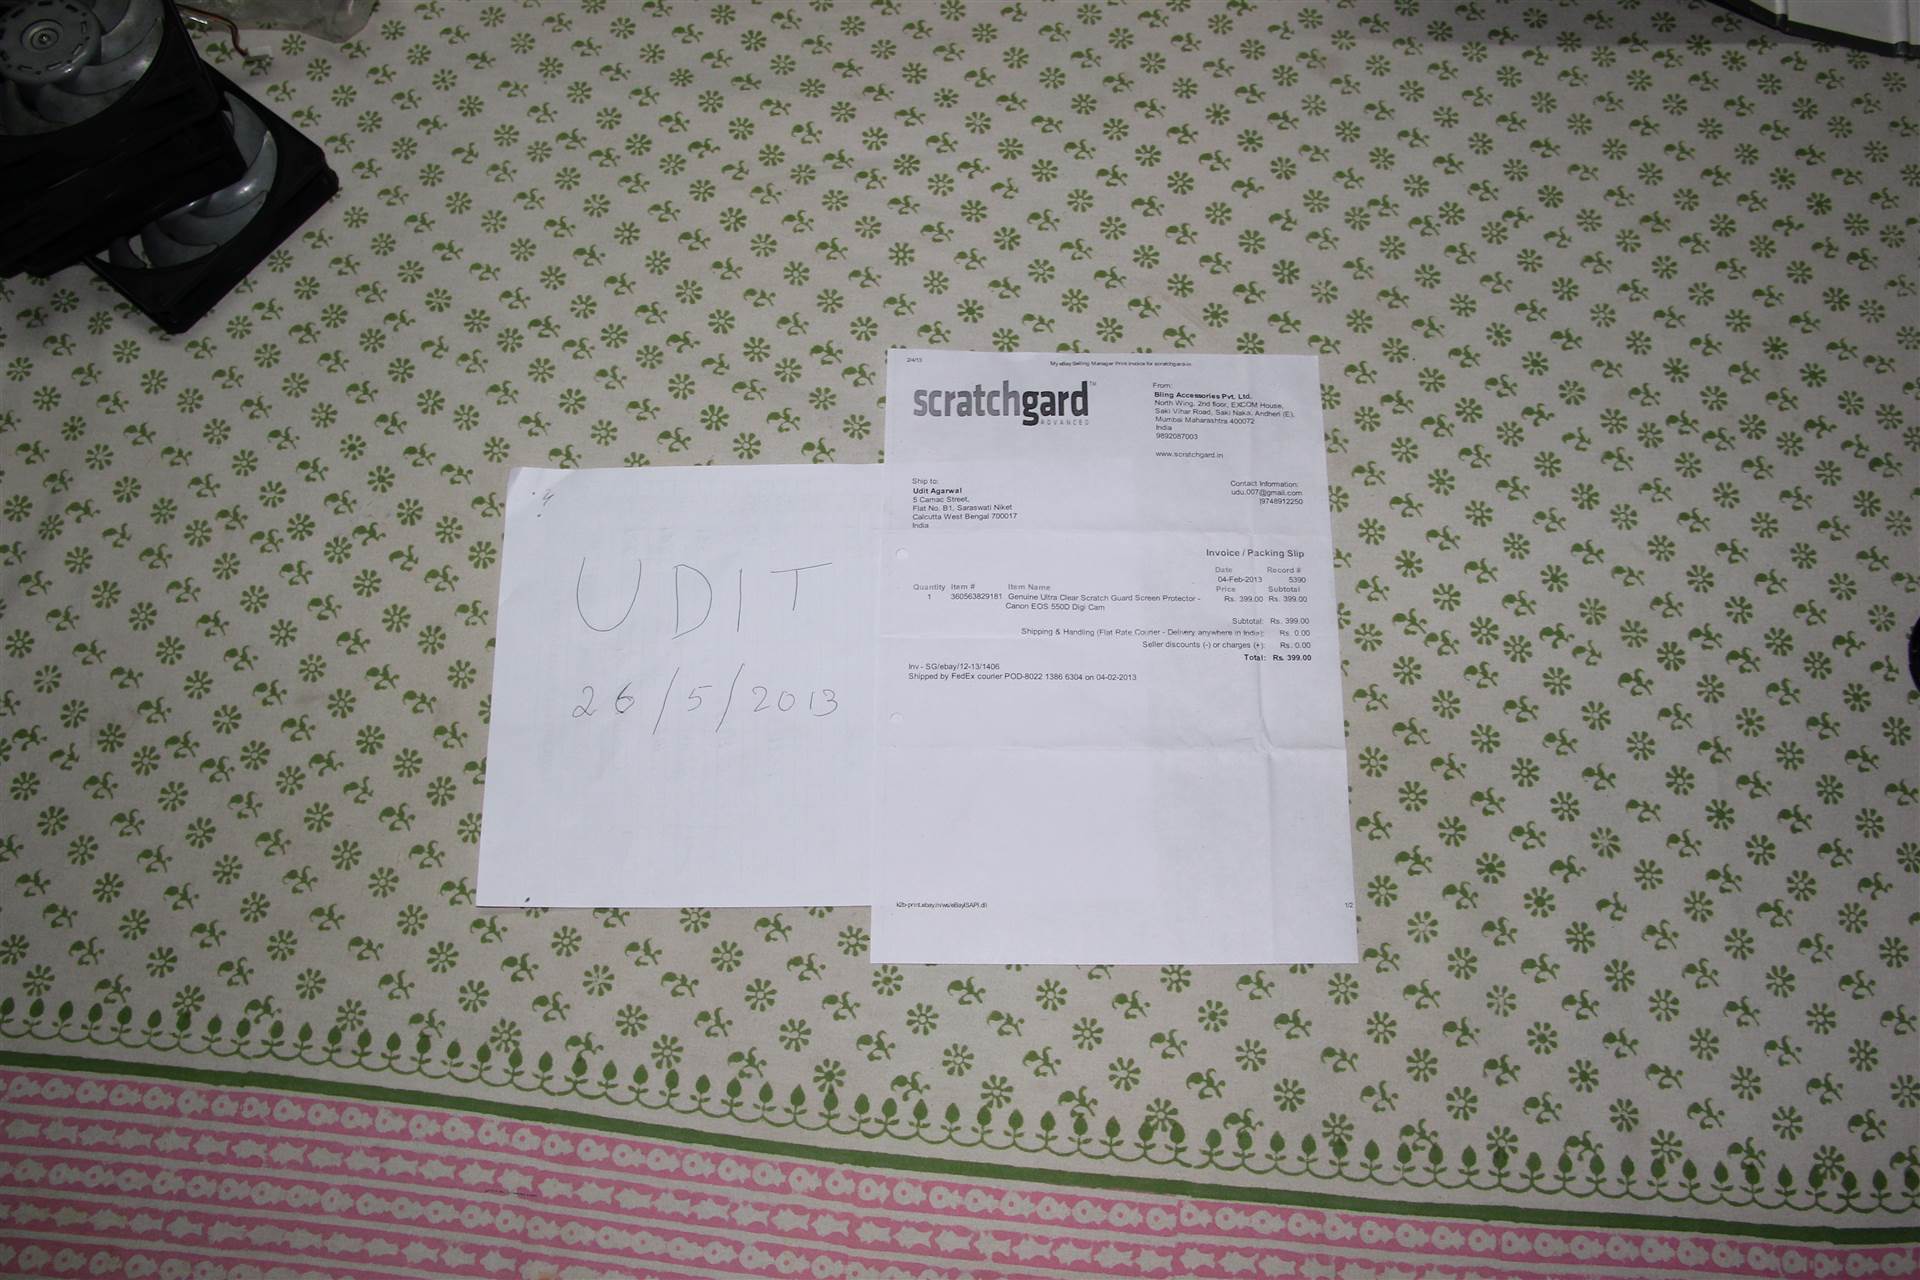 UDIT
26/5/2013
2/4/13
My eBay Selling Manager Print Invoice for scratchgard-in
scratchgard™
ADVANCED
From:
Bling Accessories Pvt. Ltd.
North Wing, 2nd floor, EXCOM House,
Saki Vihar Road, Saki Naka, Andheri (E),
Mumbai Maharashtra 400072
India
9892087003
www.scratchgard.in
Ship to:
Udit Agarwal
5 Camac Street,
Flat No. B1, Saraswati Niket
Calcutta West Bengal 700017
India
Contact Information:
udu.007@gmail.com
)9748912250
Invoice / Packing Slip
Date Record #
04-Feb-2013 5390
Quantity Item # Item Name Price Subtotal
1 360563829181 Genuine Ultra Clear Scratch Guard Screen Protector - Rs. 399.00 Rs. 399.00
Canon EOS 550D Digi Cam
Subtotal: Rs. 399.00
Shipping & Handling (Flat Rate Courier - Delivery anywhere in India): Rs. 0.00
Seller discounts (-) or charges (+): Rs. 0.00
Total: Rs. 399.00
Inv - SG/ebay/12-13/1406
Shipped by FedEx courier POD-8022 1386 6304 on 04-02-2013
k2b-print.ebay.in/ws/eBayISAPI.dll
1/2